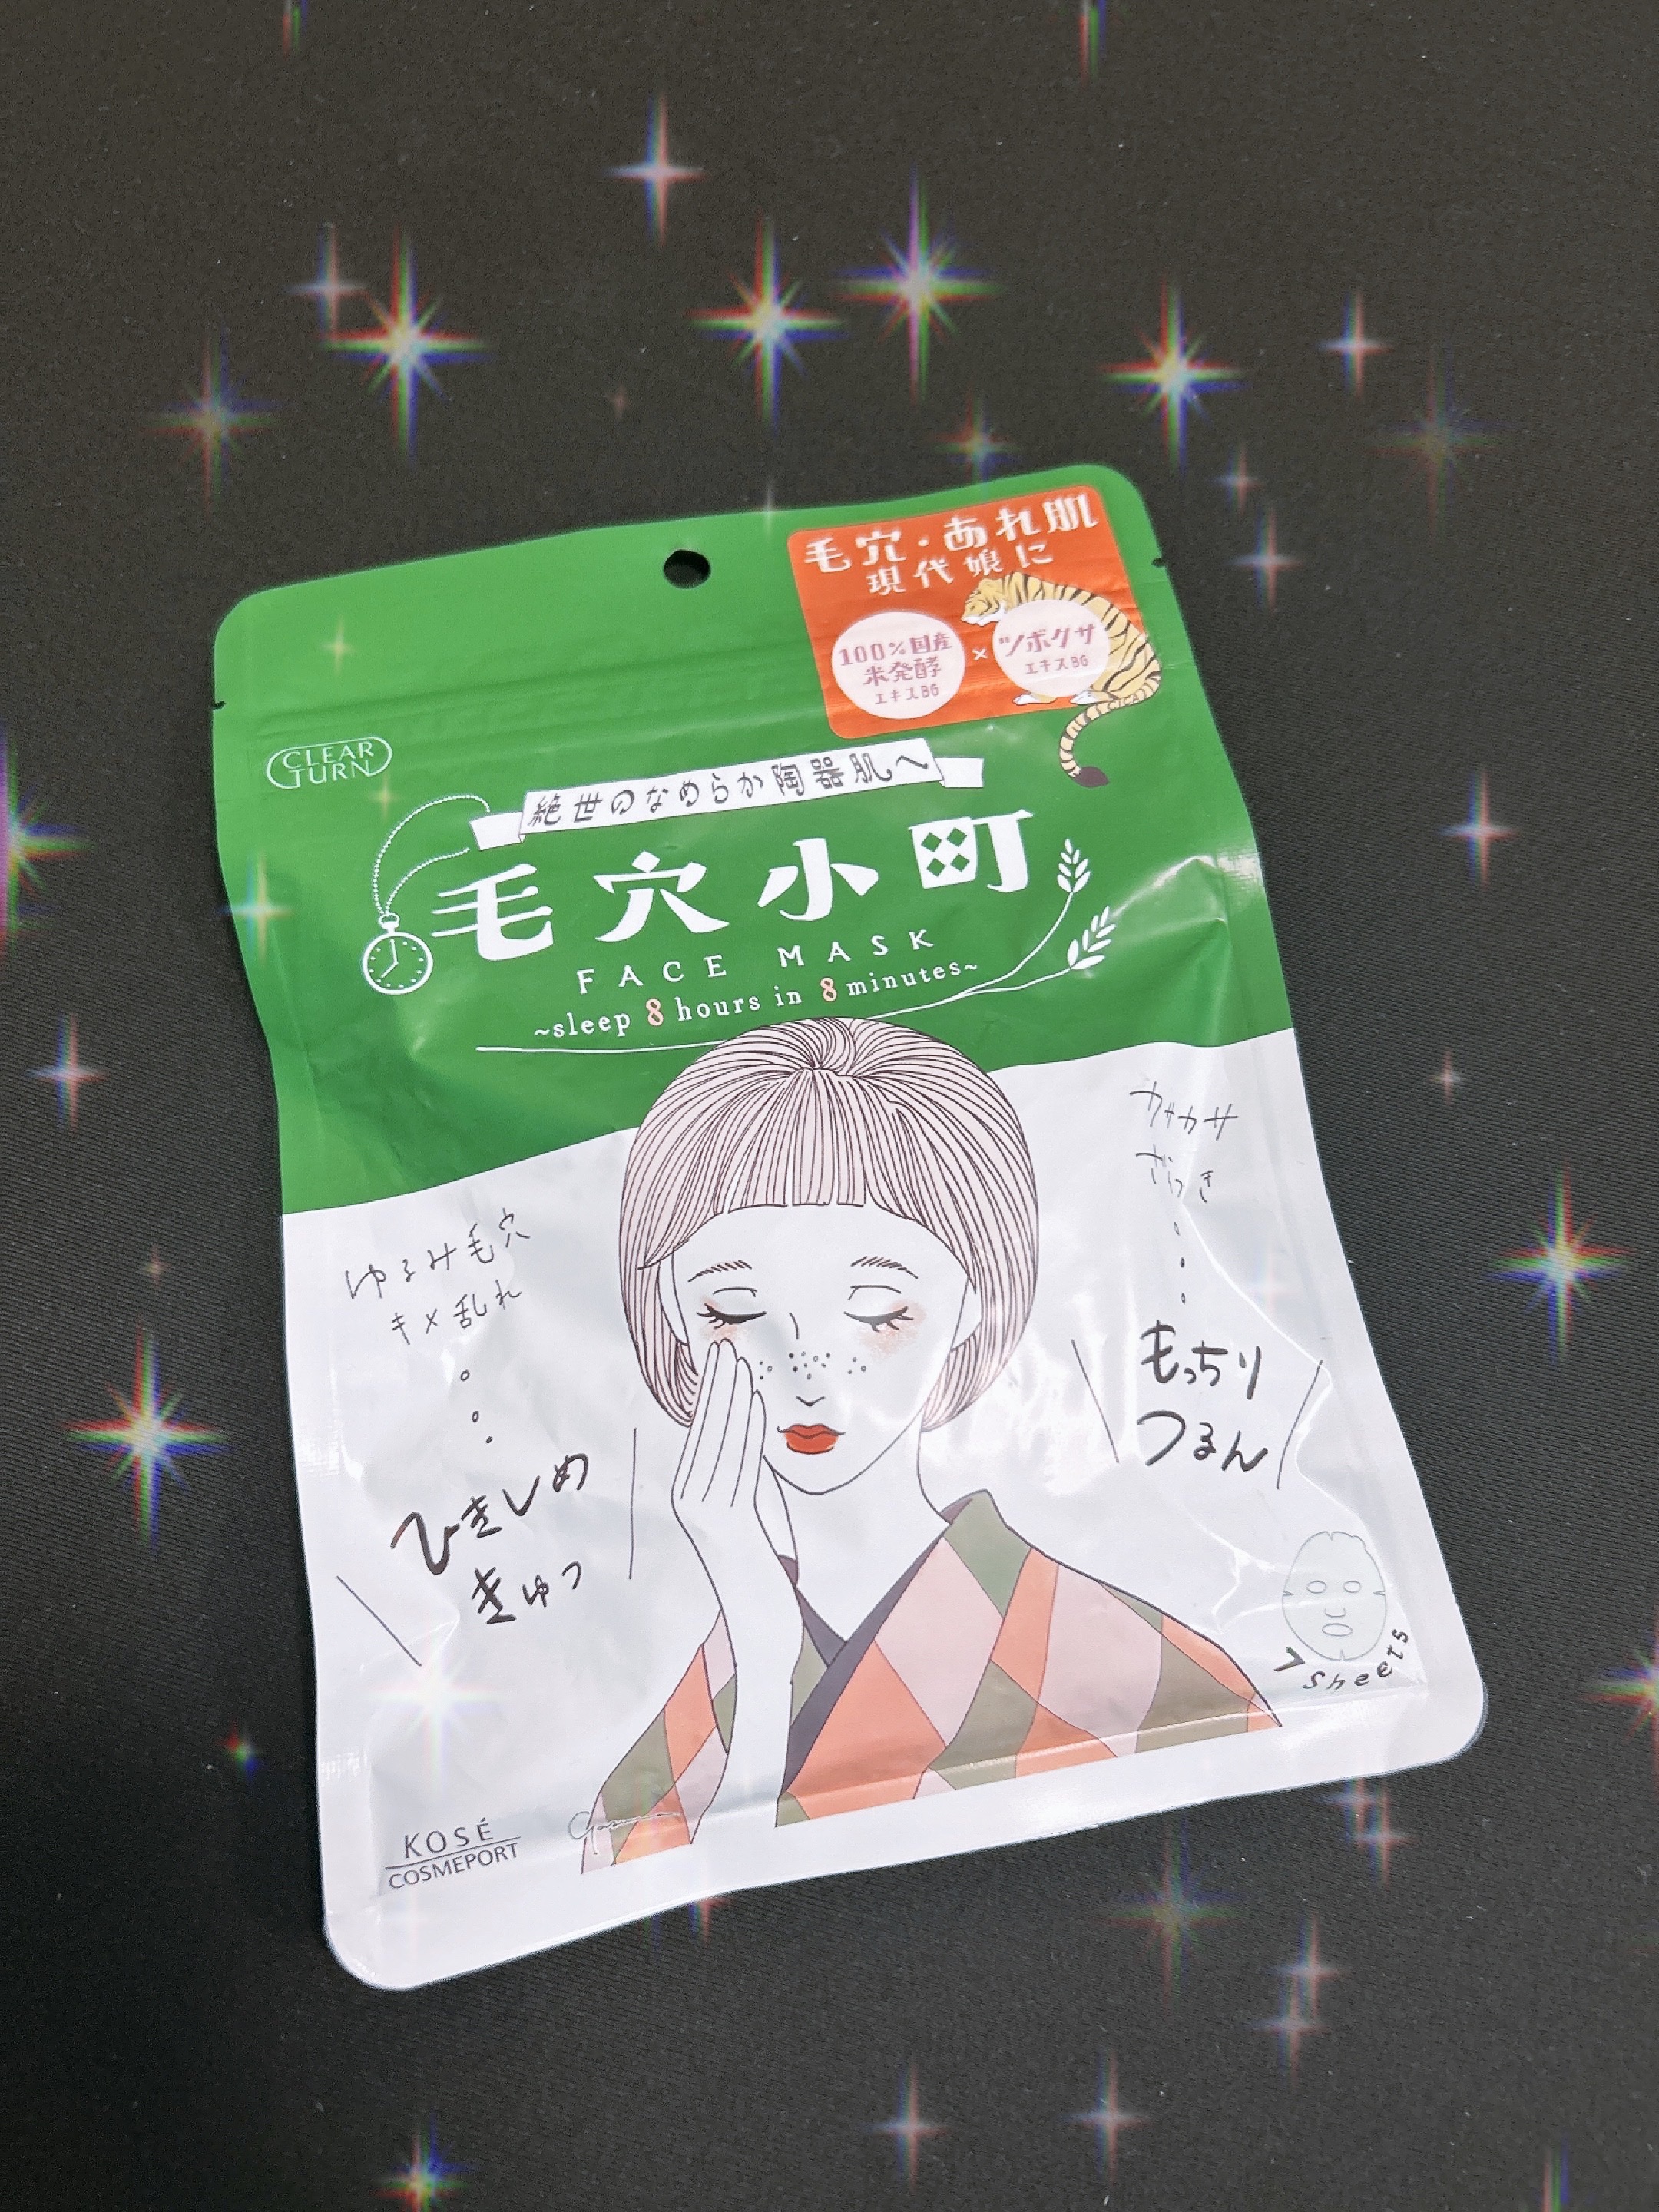 毛穴・あれ肌
現代娘に
100%国産
米発酵
エキスBG
×
ツボクサ
エキスBG
CICA
CLEAR
TURN
絶世のなめらか陶器肌へ
毛穴小町
FACE MASK
~sleep 8 hours in 8 minutes~
カサカサ
ざらつき
もっちり
つるん
ゆるみ毛穴
キメ乱れ
ひきしめ
きゅっ
7 sheets
KOSÉ
COSMEPORT